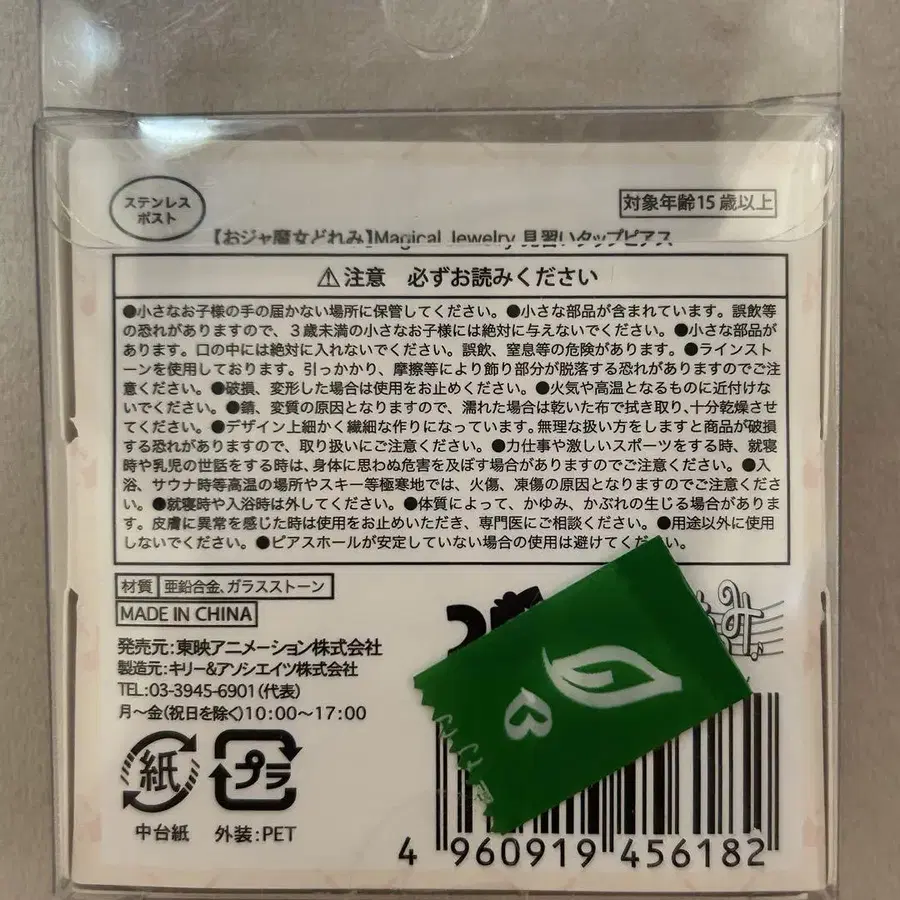 ステンレス
ポスト
対象年齢15歳以上
【おジャ魔女どれみ】Magical Jewelry 見習いタップピアス
⚠注意 必ずお読みください
●小さなお子様の手の届かない場所に保管してください。●小さな部品が含まれています。誤飲等
の恐れがありますので、３歳未満の小さなお子様には絶対に与えないでください。●小さな部品が
あります。口の中には絶対に入れないでください。誤飲、窒息等の危険があります。●ラインスト
ーンを使用しております。引っかかり、摩擦等により飾り部分が脱落する恐れがありますのでご注
意ください。●破損、変形した場合は使用をお止めください。●火気や高温となるものに近付けな
いでください。●錆、変質の原因となりますので、濡れた場合は乾いた布で拭き取り、十分乾燥させ
てください。●デザイン上細かく繊細な作りになっています。無理な扱い方をしますと商品が破損
する恐れがありますので、取り扱いにご注意ください。●力仕事や激しいスポーツをする時、就寝
時や乳児の世話をする時は、身体に思わぬ危害を及ぼす場合がありますのでご注意ください。●入
浴、サウナ時等高温の場所やスキー等極寒地では、火傷、凍傷の原因となりますのでご注意くださ
い。●就寝時や入浴時は外してください。●体質によって、かゆみ、かぶれの生じる場合がありま
す。皮膚に異常を感じた時は使用をお止めいただき、専門医にご相談ください。●用途以外に使用
しないでください。●ピアスホールが安定していない場合の使用は避けてください。
材質 亜鉛合金、ガラスストーン
MADE IN CHINA
発売元：東映アニメーション株式会社
製造元：キリー&アソシエイツ株式会社
TEL:03-3945-6901（代表）
月〜金（祝日を除く）10:00〜17:00
紙
プラ
中台紙 外装：PET
み
4 960919 456182